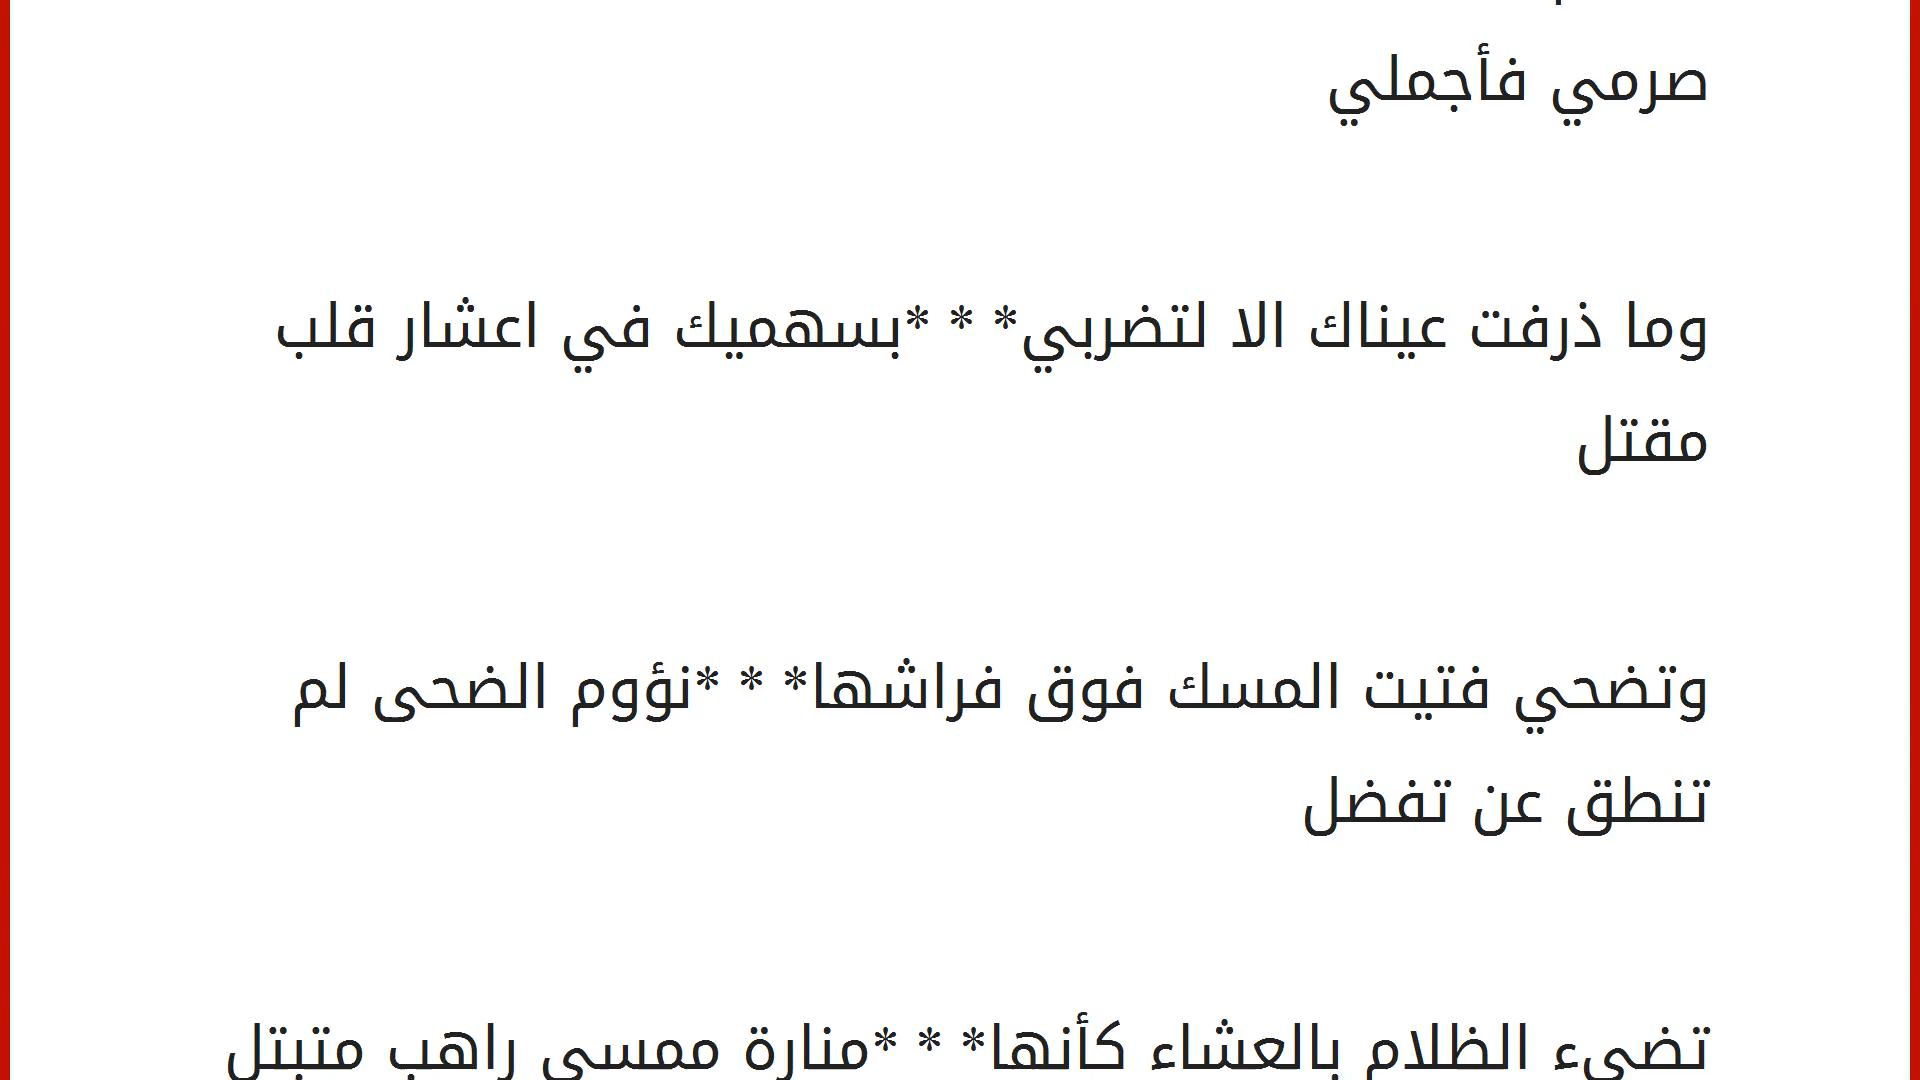 صرمي فأجملي
وما ذرفت عيناك الا لتضربي* * *بسهميك في اعشار قلب
مقتل
وتضحي فتيت المسك فوق فراشها* * *نؤوم الضحى لم
تنطق عن تفضل
تضيء الظلام بالعشاء كأنها* * *منارة ممسى راهب متبتل